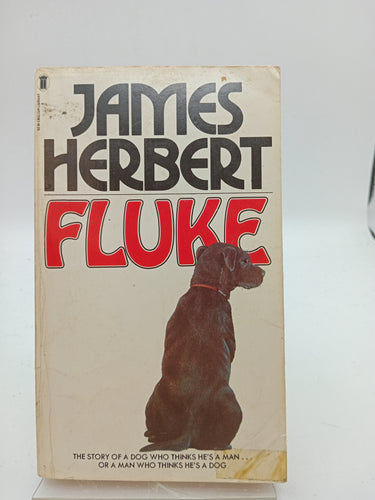 JAMES
HERBERT
FLUKE
THE STORY OF A DOG WHO THINKS HE'S A MAN . . .
OR A MAN WHO THINKS HE'S A DOG